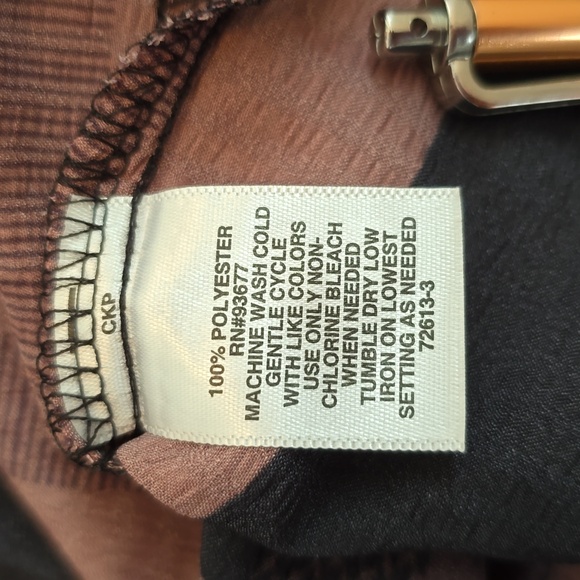 100% POLYESTER
RN#93677
MACHINE WASH COLD
GENTLE CYCLE
WITH LIKE COLORS
USE ONLY NON-
CHLORINE BLEACH
WHEN NEEDED
TUMBLE DRY LOW
IRON ON LOWEST
SETTING AS NEEDED
72613-3
CKP